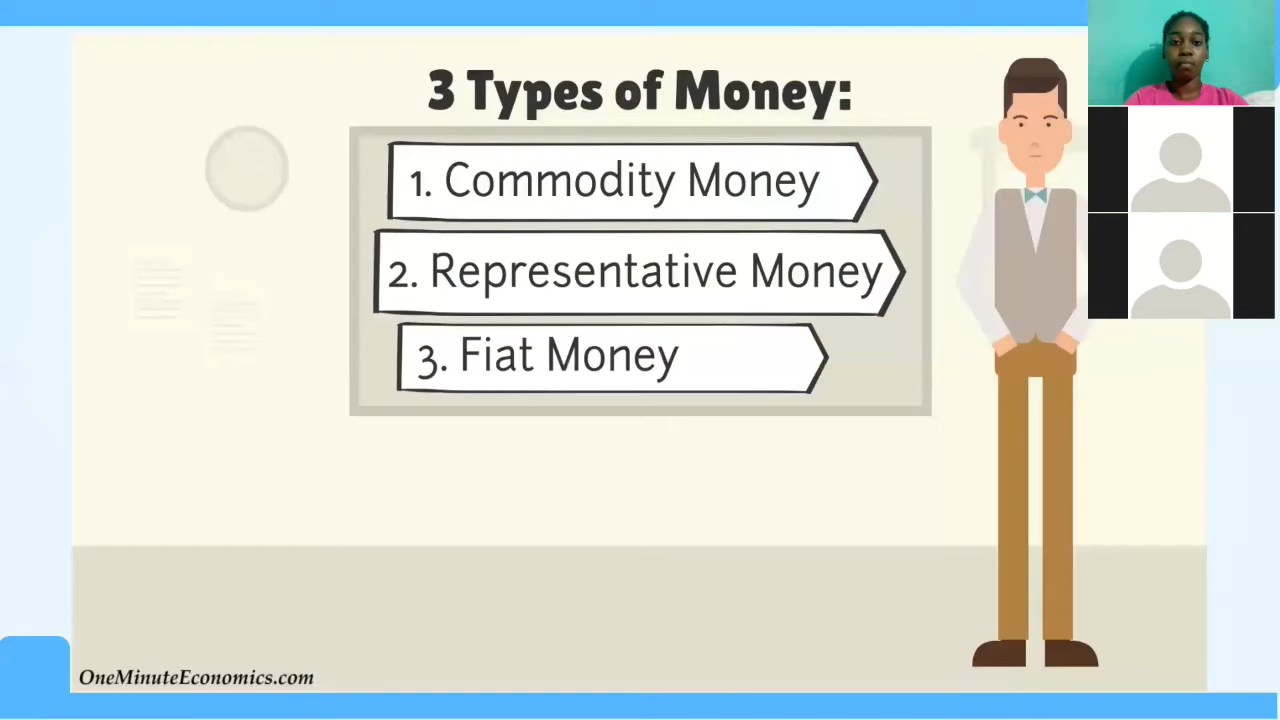 3 Types of Money:
1. Commodity Money
2. Representative Money
3. Fiat Money
OneMinuteEconomics.com